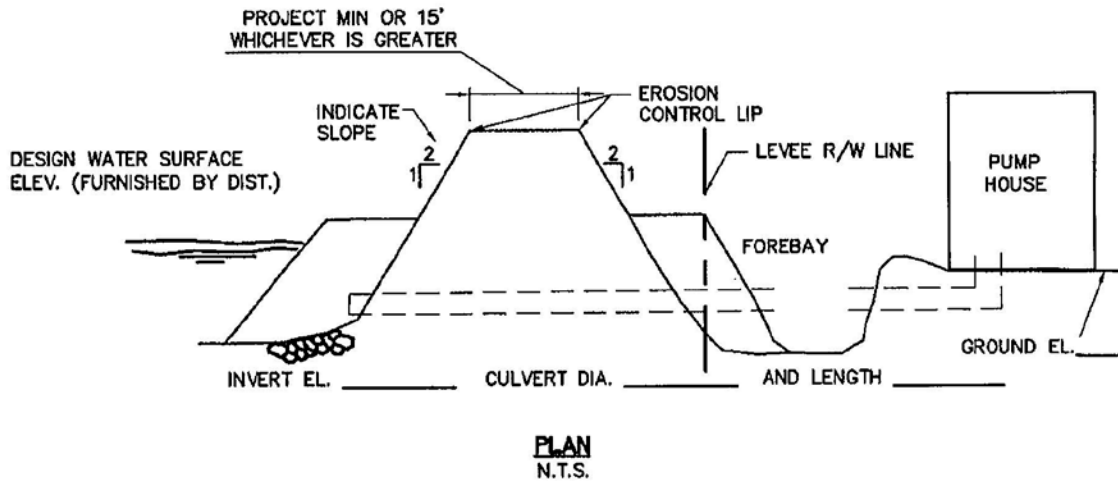 PROJECT MIN OR 15'
WHICHEVER IS GREATER
INDICATE
SLOPE
EROSION
CONTROL LIP
2
1
2
1
LEVEE R/W LINE
DESIGN WATER SURFACE
ELEV. (FURNISHED BY DIST.)
PUMP
HOUSE
FOREBAY
GROUND EL.
INVERT EL.
CULVERT DIA.
AND LENGTH
PLAN
N.T.S.